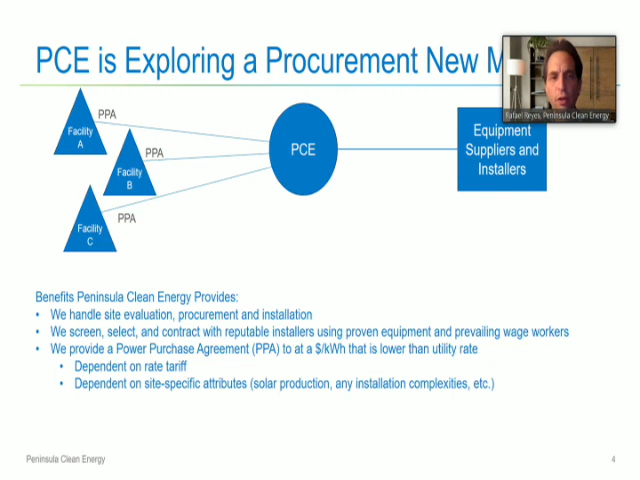 PCE is Exploring a Procurement New M
Rafael Reyes, Peninsula Clean Energy
PPA
Facility
A
PPA
Facility
B
PPA
Facility
C
PCE
Equipment
Suppliers and
Installers
Benefits Peninsula Clean Energy Provides:
• We handle site evaluation, procurement and installation
• We screen, select, and contract with reputable installers using proven equipment and prevailing wage workers
• We provide a Power Purchase Agreement (PPA) to at a $/kWh that is lower than utility rate
• Dependent on rate tariff
• Dependent on site-specific attributes (solar production, any installation complexities, etc.)
Peninsula Clean Energy
4